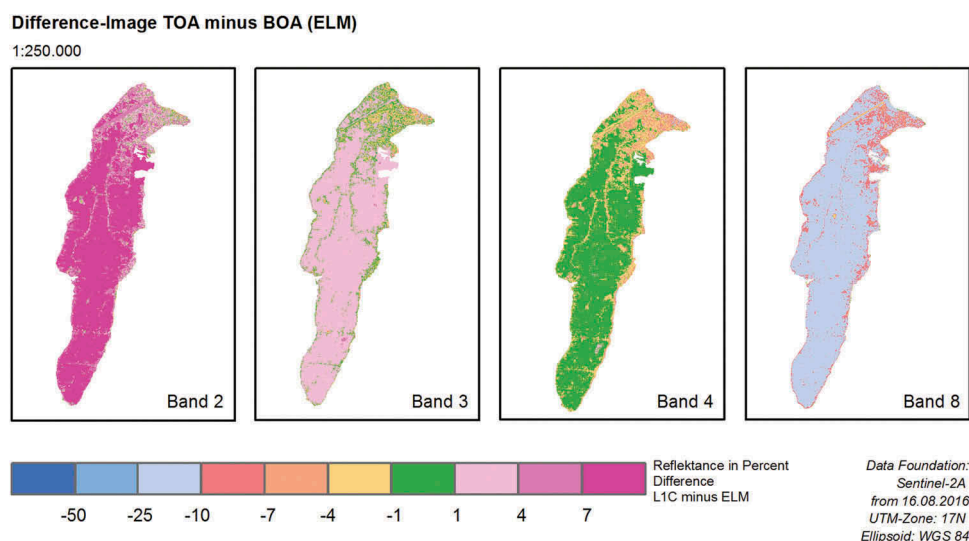 Difference-Image TOA minus BOA (ELM)
1:250.000
Band 2
Band 3
Band 4
Band 8
Reflektance in Percent
Difference
L1C minus ELM
-50 -25 -10 -7 -4 -1 1 4 7
Data Foundation:
Sentinel-2A
from 16.08.2016
UTM-Zone: 17N
Ellipsoid: WGS 84